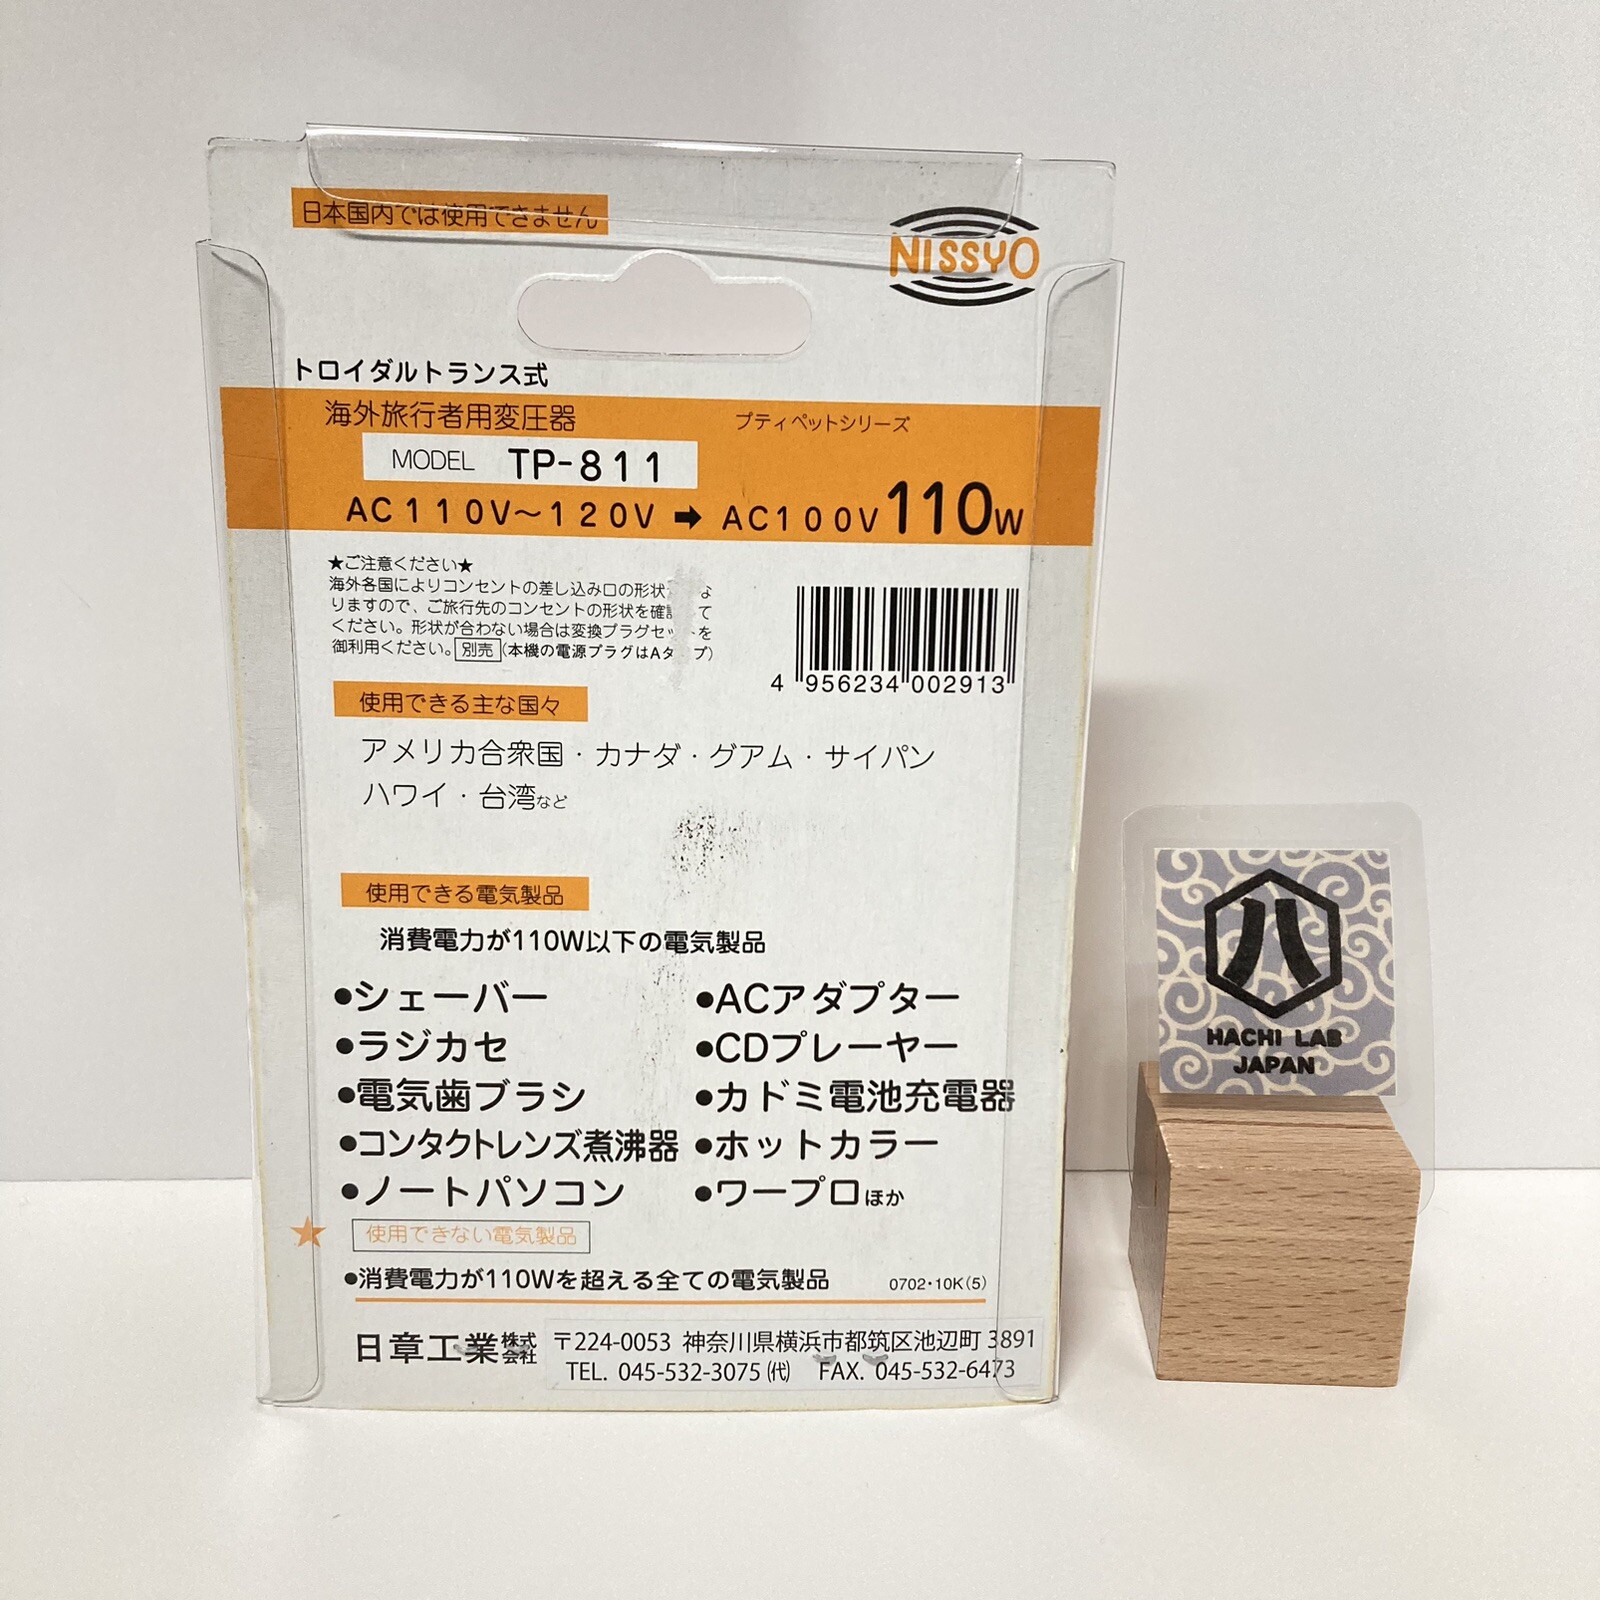 日本国内では使用できません
NISSYO
トロイダルトランス式
海外旅行者用変圧器
プティペットシリーズ
MODEL TP-811
AC110V～120V ➡ AC100V 110W
★ご注意ください★
海外各国によりコンセントの差し込み口の形状 な
りますので、ご旅行先のコンセントの形状を確 て
ください。形状が合わない場合は変換プラグセ を
御利用ください。 別売 (本機の電源プラグはA プ)
4 956234 002913
使用できる主な国々
アメリカ合衆国・カナダ・グアム・サイパン
ハワイ・台湾など
使用できる電気製品
消費電力が110W以下の電気製品
●シェーバー ●ACアダプター
●ラジカセ ●CDプレーヤー
●電気歯ブラシ ●カドミ電池充電器
●コンタクトレンズ煮沸器 ●ホットカラー
●ノートパソコン ●ワープロほか
★ 使用できない電気製品
●消費電力が110Wを超える全ての電気製品 0702・10K(5)
日章工業株式会社 〒224-0053 神奈川県横浜市都筑区池辺町 3891
TEL. 045-532-3075 (代) FAX. 045-532-6473
八
HACHI LAB
JAPAN